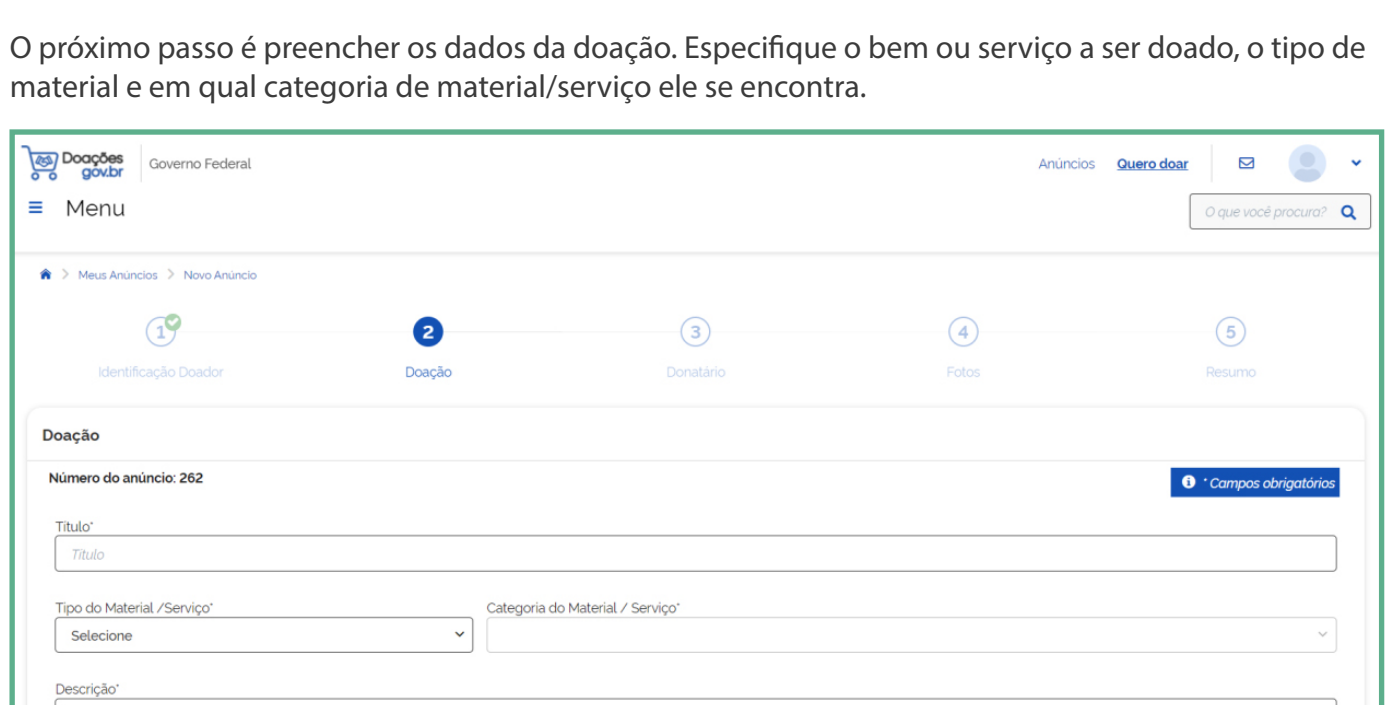 O próximo passo é preencher os dados da doação. Especifique o bem ou serviço a ser doado, o tipo de
material e em qual categoria de material/serviço ele se encontra.
Doações
gov.br
Governo Federal
Anúncios Quero doar
Menu
O que você procura?
Meus Anúncios > Novo Anúncio
1 2 3 4 5
Identificação Doador Doação Donatário Fotos Resumo
Doação
Número do anúncio: 262
* Campos obrigatórios
Título*
Título
Tipo do Material /Serviço* Categoria do Material / Serviço*
Selecione
Descrição*